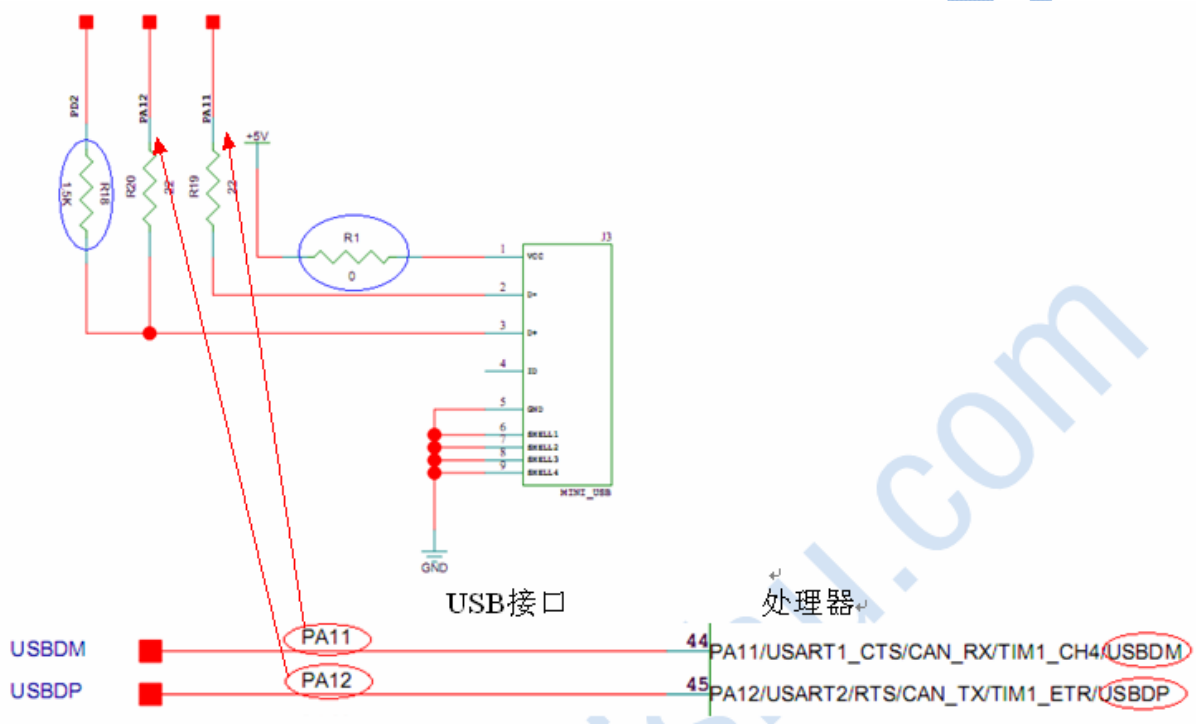 PD2
PA12
PA11
+5V
R18
1.5K
R20
22
R19
22
R1
0
J3
1
VCC
2
D+
3
D+
4
ID
5
GND
6
SHELL1
7
SHELL2
8
SHELL3
9
SHELL4
MINI_USB
GND
USB接口
处理器
USBDM
PA11
44
PA11/USART1_CTS/CAN_RX/TIM1_CH4/USBDM
USBDP
PA12
45
PA12/USART2/RTS/CAN_TX/TIM1_ETR/USBDP